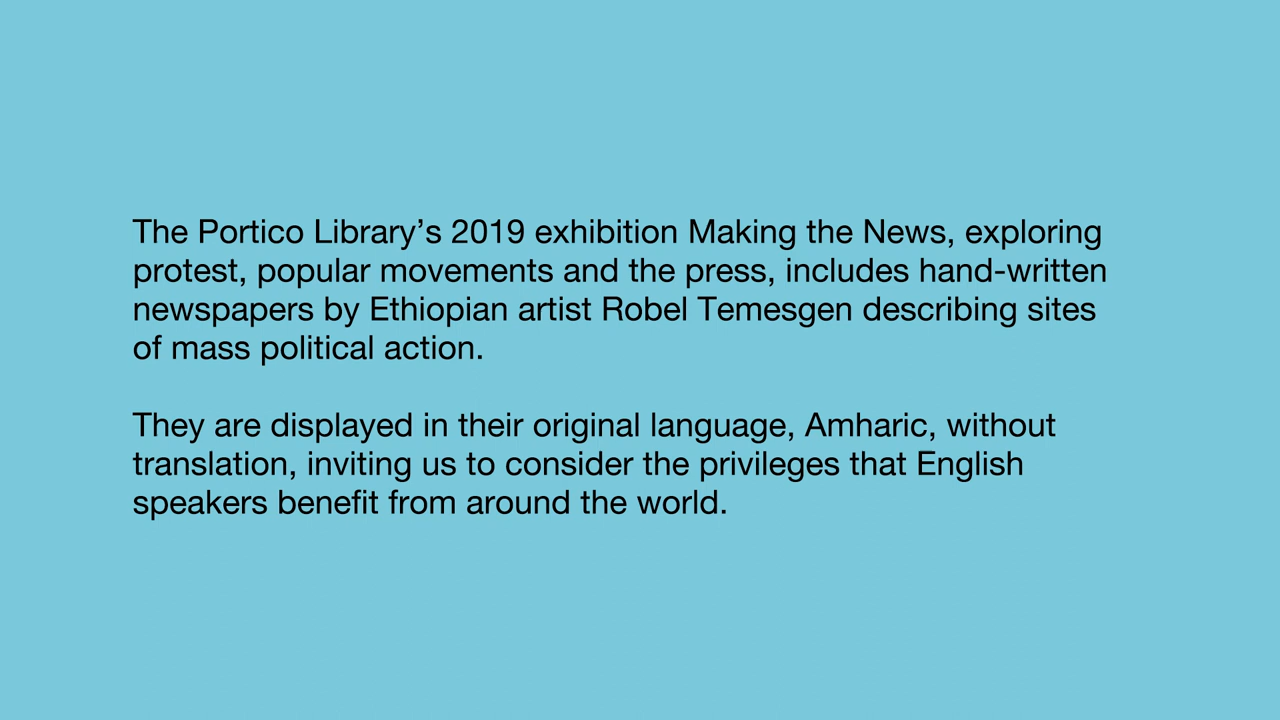 The Portico Library’s 2019 exhibition Making the News, exploring
protest, popular movements and the press, includes hand-written
newspapers by Ethiopian artist Robel Temesgen describing sites
of mass political action.
They are displayed in their original language, Amharic, without
translation, inviting us to consider the privileges that English
speakers benefit from around the world.